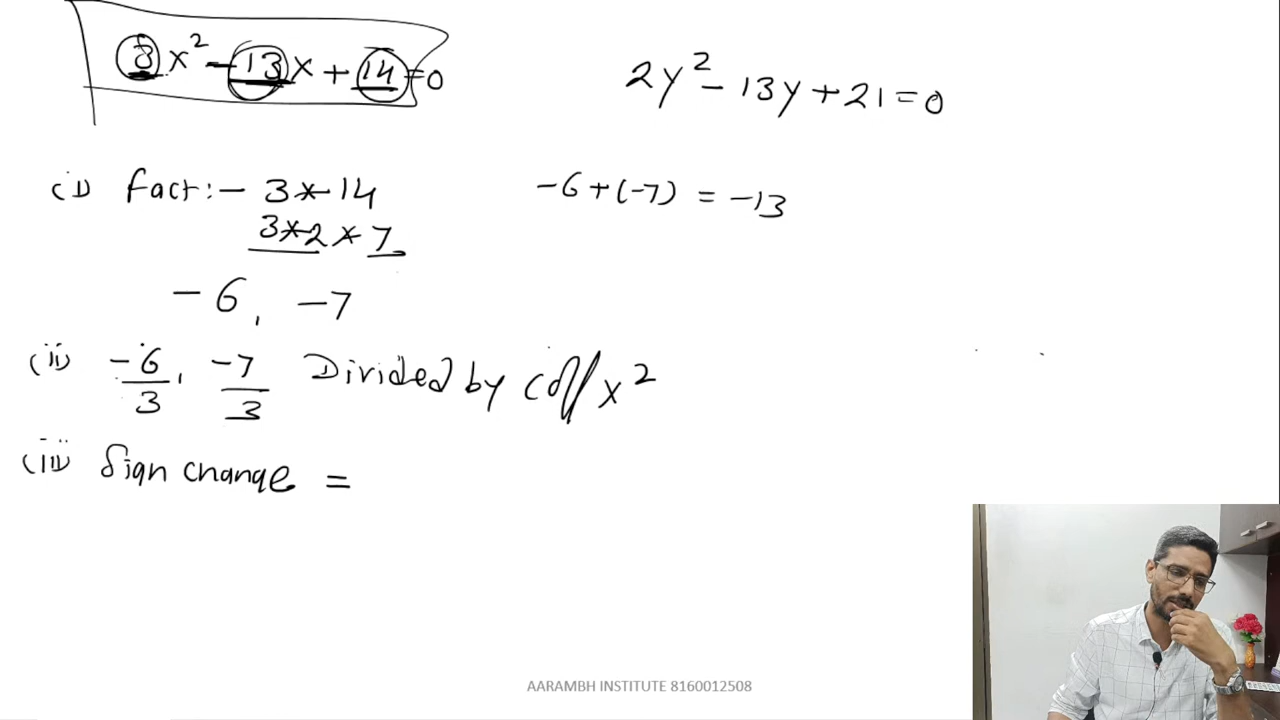 3x² - 13x + 14 = 0
2y² - 13y + 21 = 0
(i) fact:- 3*14
-6+(-7) = -13
3*2*7
-6, -7
(ii) -6/3, -7/3 Divided by coff x²
(iii) Sign change =
AARAMBH INSTITUTE 8160012508